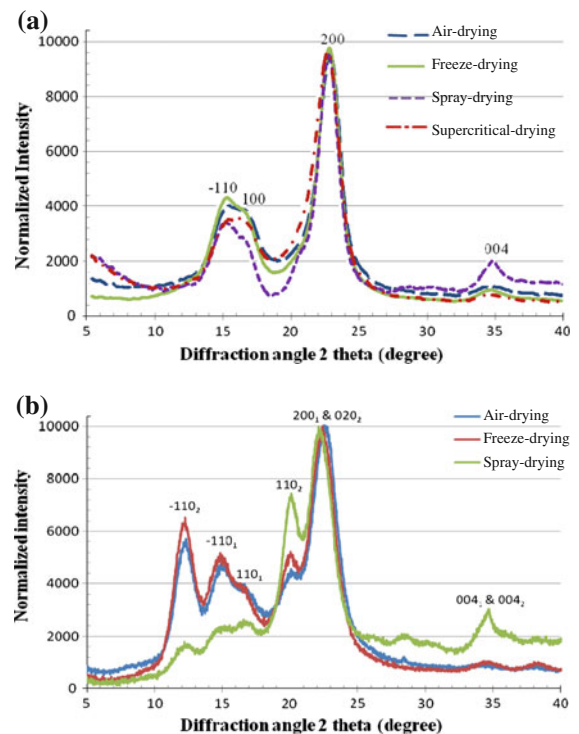 (a)
Air-drying
Freeze-drying
Spray-drying
Supercritical-drying
200
-110
100
004
Normalized Intensity
10000
8000
6000
4000
2000
0
5 10 15 20 25 30 35 40
Diffraction angle 2 theta (degree)
(b)
Air-drying
Freeze-drying
Spray-drying
200₁ & 020₂
-110₂
-110₁
110₁
110₂
004₁ & 004₂
Normalized intensity
10000
8000
6000
4000
2000
0
5 10 15 20 25 30 35 40
Diffraction angle 2 theta (degree)